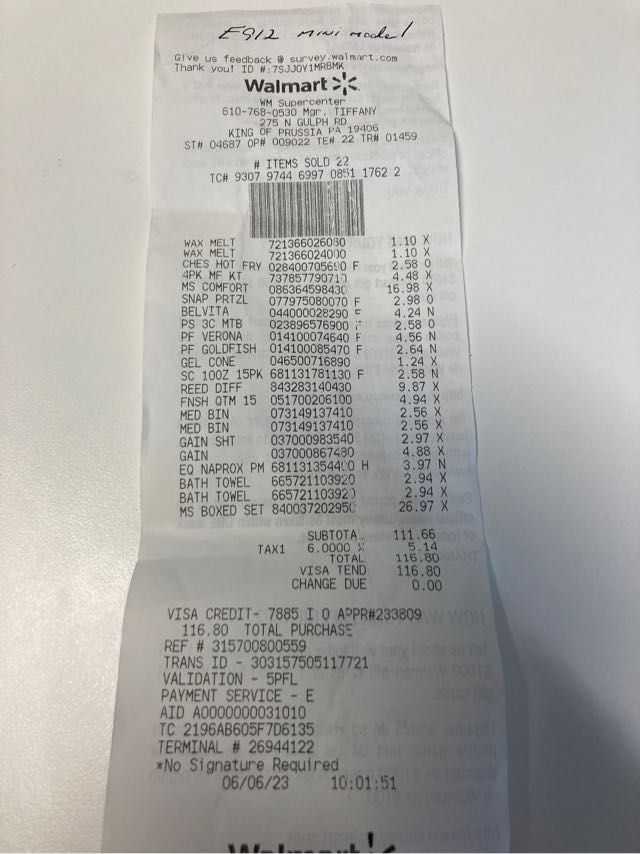 E912 mini model
Give us feedback @ survey.walmart.com
Thank you! ID #:7SJJ0Y1MR8MK
Walmart
WM Supercenter
610-768-0530 Mgr. TIFFANY
275 N GULPH RD
KING OF PRUSSIA PA 19406
ST# 04687 OP# 009022 TE# 22 TR# 01459
# ITEMS SOLD 22
TC# 9307 9744 6997 0851 1762 2
WAX MELT 721366026080 1.10 X
WAX MELT 721366024000 1.10 X
CHES HOT FRY 028400705690 F 2.58 O
4PK MF KT 737857790710 4.48 X
MS COMFORT 08636459843 16.98 X
SNAP PRTZL 077975080070 F 2.98 O
BELVITA 044000028290 F 4.24 N
PS 3C MTB 023896576900 F 2.58 O
PF VERONA 014100074640 F 4.56 N
PF GOLDFISH 014100085470 F 2.64 N
GEL CONE 046500716890 1.24 X
SC 10OZ 15PK 681131781130 F 2.58 N
REED DIFF 843283140430 9.87 X
FNSH QTM 15 051700206100 4.94 X
MED BIN 073149137410 2.56 X
MED BIN 073149137410 2.56 X
GAIN SHT 037000983540 2.97 X
GAIN 037000867480 4.88 X
EQ NAPROX PM 681131354400 H 3.97 N
BATH TOWEL 665721103920 2.94 X
BATH TOWEL 665721103920 2.94 X
MS BOXED SET 840037202950 26.97 X
SUBTOTA 111.66
TAX1 6.0000 % 5.14
TOTAL 116.80
VISA TEND 116.80
CHANGE DUE 0.00
VISA CREDIT- 7885 I 0 APPR#233809
116.80 TOTAL PURCHASE
REF # 315700800559
TRANS ID - 303157505117721
VALIDATION - 5PFL
PAYMENT SERVICE - E
AID A0000000031010
TC 2196AB605F7D6135
TERMINAL # 26944122
*No Signature Required
06/06/23 10:01:51
Walmart